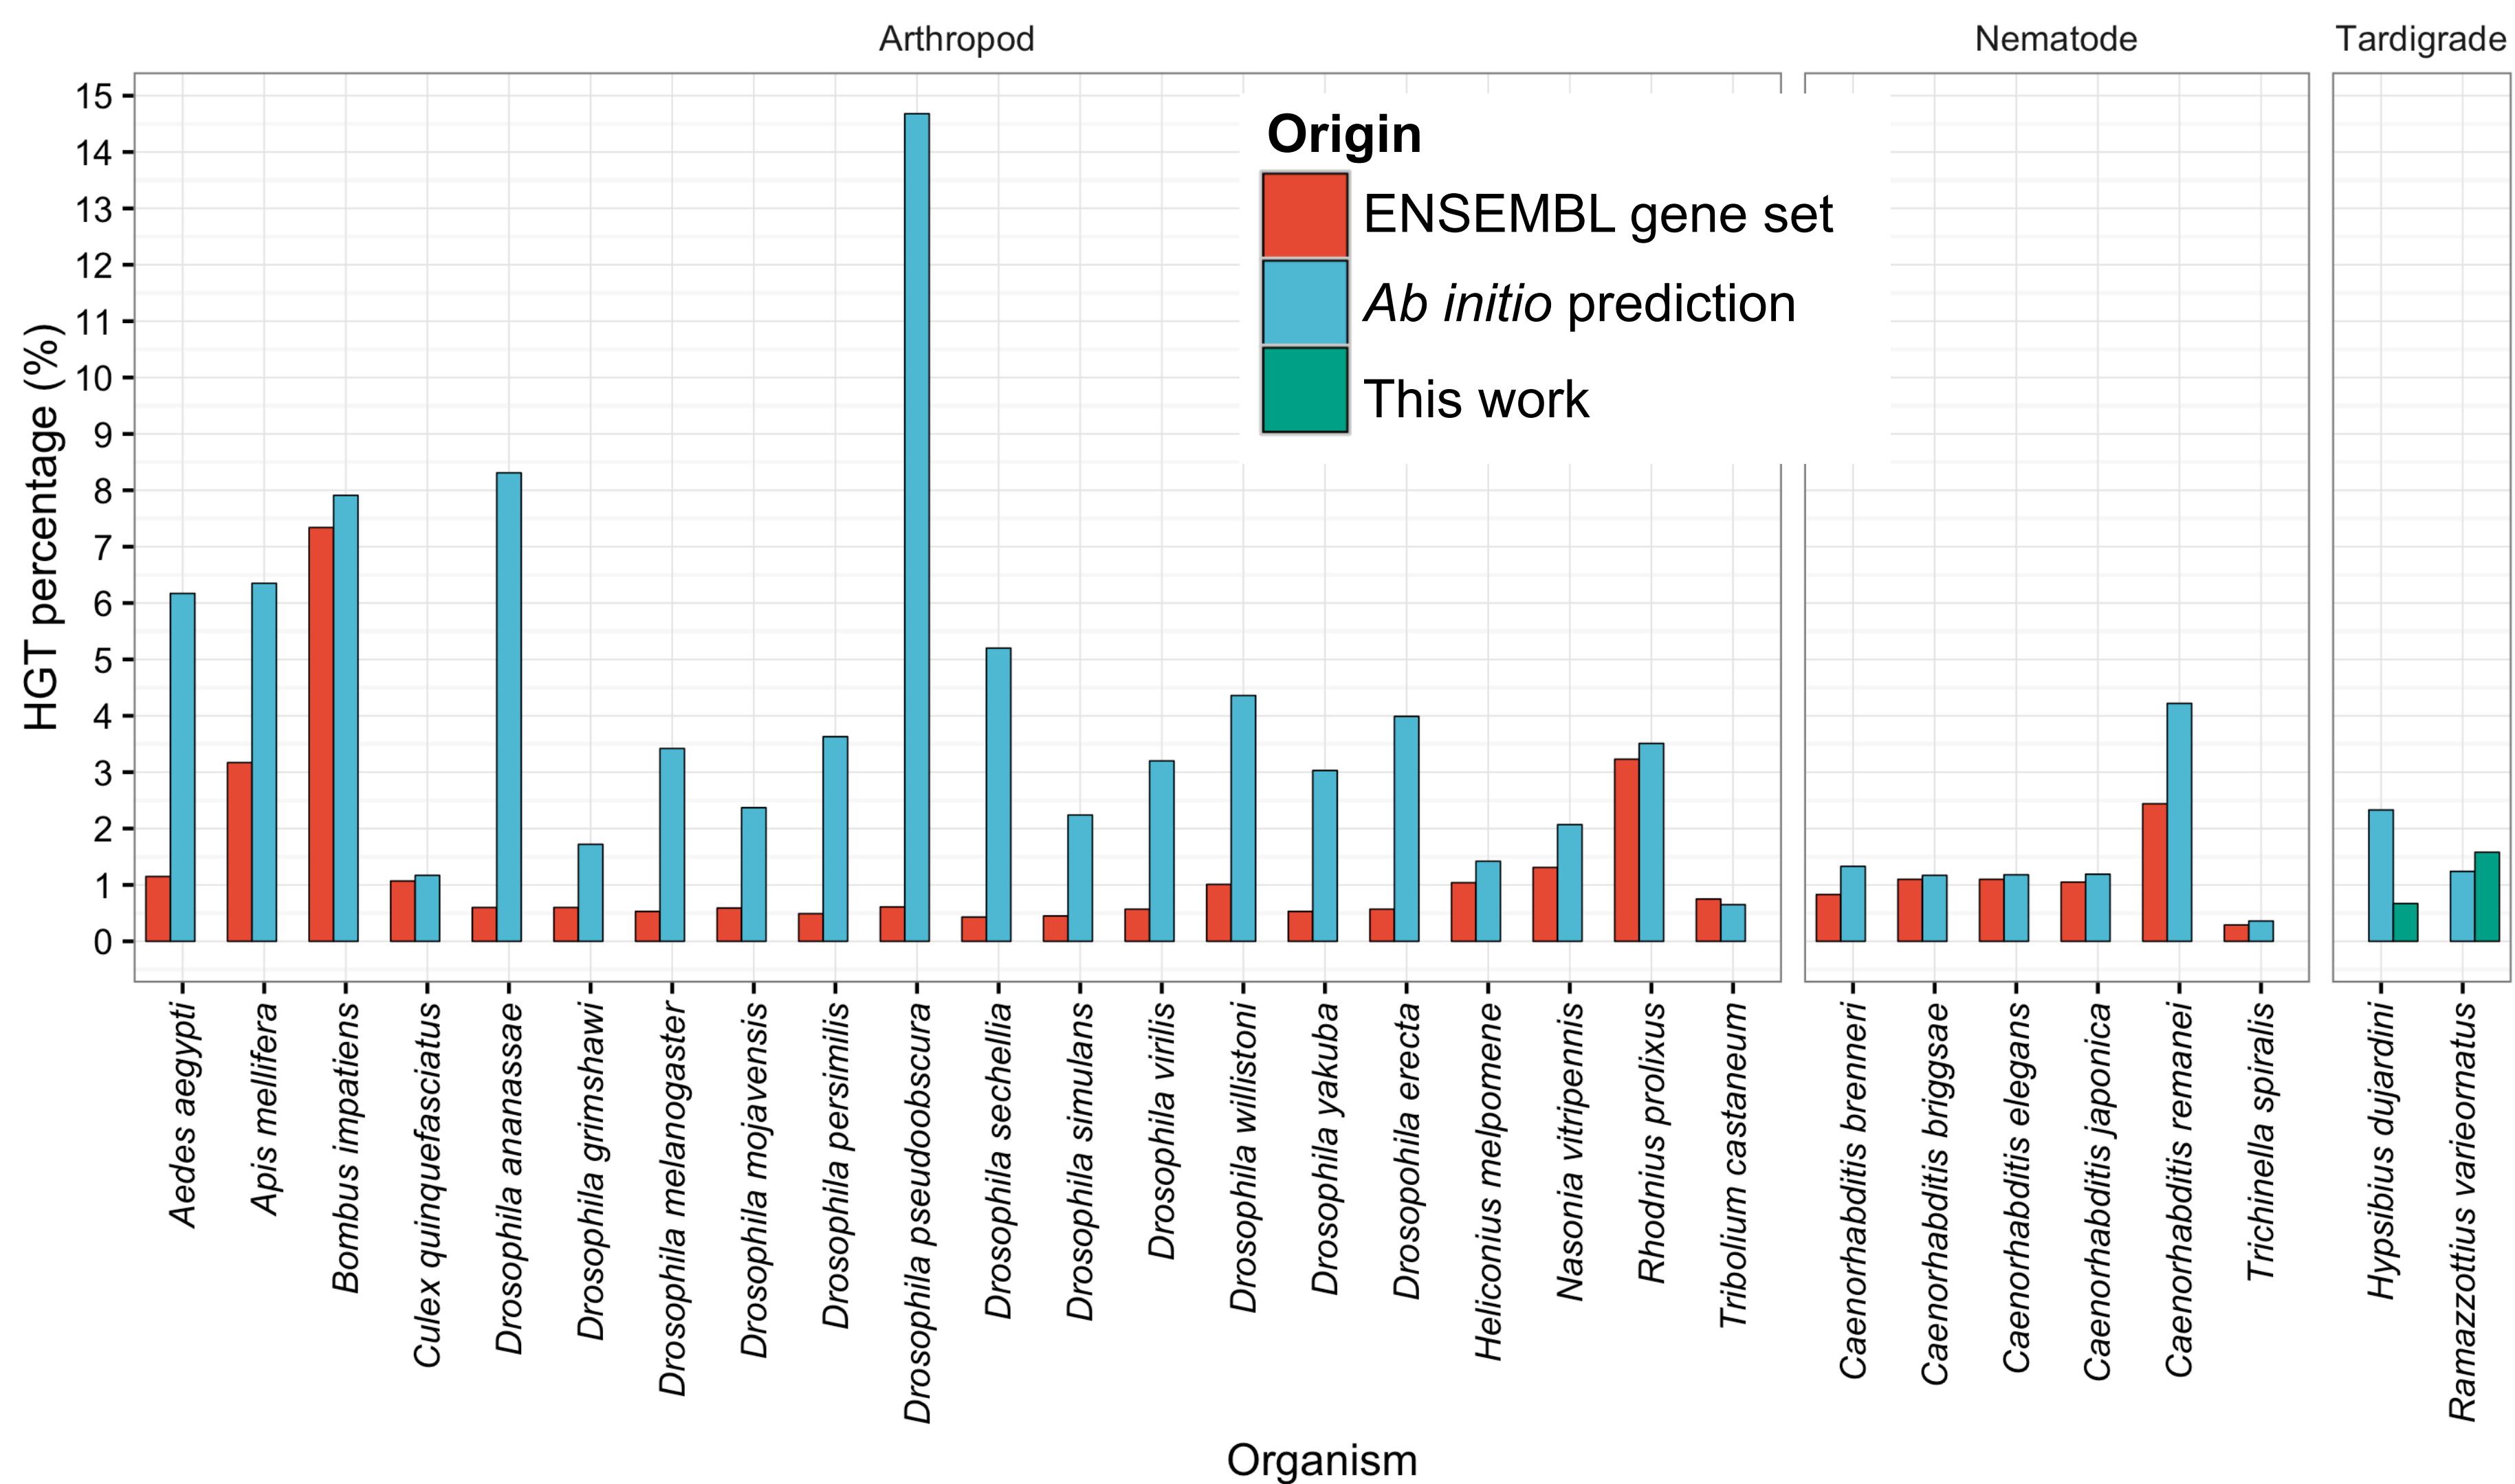 Arthropod
Nematode
Tardigrade
HGT percentage (%)
15
14
13
12
11
10
9
8
7
6
5
4
3
2
1
0
Origin
ENSEMBL gene set
Ab initio prediction
This work
Aedes aegypti
Apis mellifera
Bombus impatiens
Culex quinquefasciatus
Drosophila ananassae
Drosophila grimshawi
Drosophila melanogaster
Drosophila mojavensis
Drosophila persimilis
Drosophila pseudoobscura
Drosophila sechellia
Drosophila simulans
Drosophila virilis
Drosophila willistoni
Drosophila yakuba
Drosopohila erecta
Heliconius melpomene
Nasonia vitripennis
Rhodnius prolixus
Tribolium castaneum
Caenorhabditis brenneri
Caenorhabditis briggsae
Caenorhabditis elegans
Caenorhabditis japonica
Caenorhabditis remanei
Trichinella spiralis
Hypsibius dujardini
Ramazzottius varieornatus
Organism